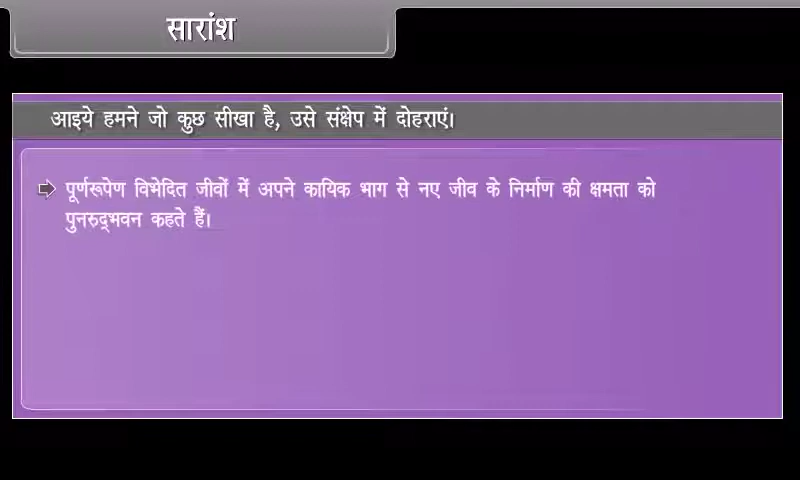 सारांश
आइये हमने जो कुछ सीखा है, उसे संक्षेप में दोहराएं।
पूर्णरूपेण विभेदित जीवों में अपने कायिक भाग से नए जीव के निर्माण की क्षमता को
पुनरुद्‌भवन कहते हैं।